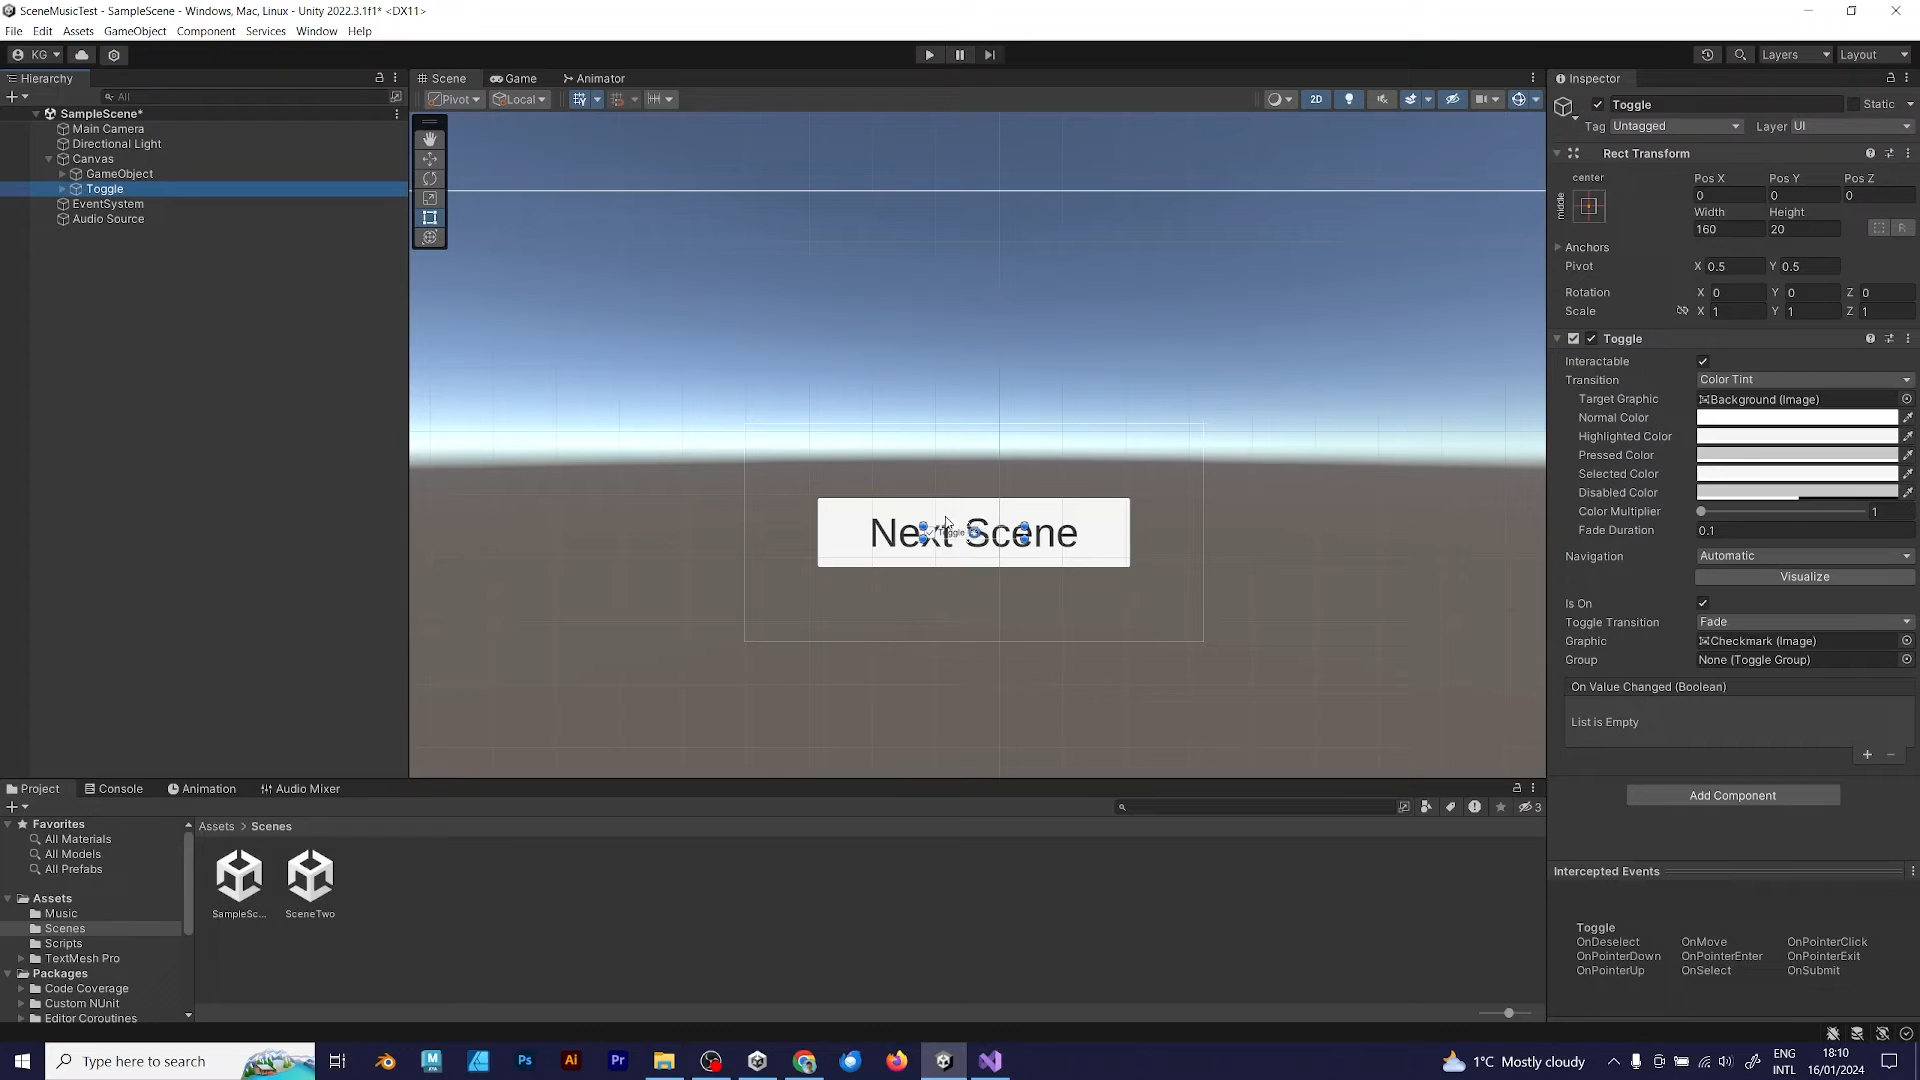 SceneMusicTest - SampleScene - Windows, Mac, Linux - Unity 2022.3.1f1* <DX11>
File Edit Assets GameObject Component Services Window Help
KG
Layers
Layout
Hierarchy
All
SampleScene*
Main Camera
Directional Light
Canvas
GameObject
Toggle
EventSystem
Audio Source
Scene
Game
Animator
Pivot
Local
2D
Next Scene
Toggle
Inspector
Toggle
Static
Tag Untagged
Layer UI
Rect Transform
center
middle
Pos X Pos Y Pos Z
0 0 0
Width Height
160 20
R
Anchors
Pivot X 0.5 Y 0.5
Rotation X 0 Y 0 Z 0
Scale X 1 Y 1 Z 1
Toggle
Interactable
Transition Color Tint
Target Graphic Background (Image)
Normal Color
Highlighted Color
Pressed Color
Selected Color
Disabled Color
Color Multiplier 1
Fade Duration 0.1
Navigation Automatic
Visualize
Is On
Toggle Transition Fade
Graphic Checkmark (Image)
Group None (Toggle Group)
On Value Changed (Boolean)
List is Empty
+ -
Add Component
Intercepted Events
Toggle
OnDeselect OnMove OnPointerClick
OnPointerDown OnPointerEnter OnPointerExit
OnPointerUp OnSelect OnSubmit
Project
Console
Animation
Audio Mixer
3
Favorites
All Materials
All Models
All Prefabs
Assets
Music
Scenes
Scripts
TextMesh Pro
Packages
Code Coverage
Custom NUnit
Editor Coroutines
Assets > Scenes
SampleSc...
SceneTwo
Type here to search
Ps
Ai
Pr
1°C Mostly cloudy
ENG
INTL
18:10
16/01/2024